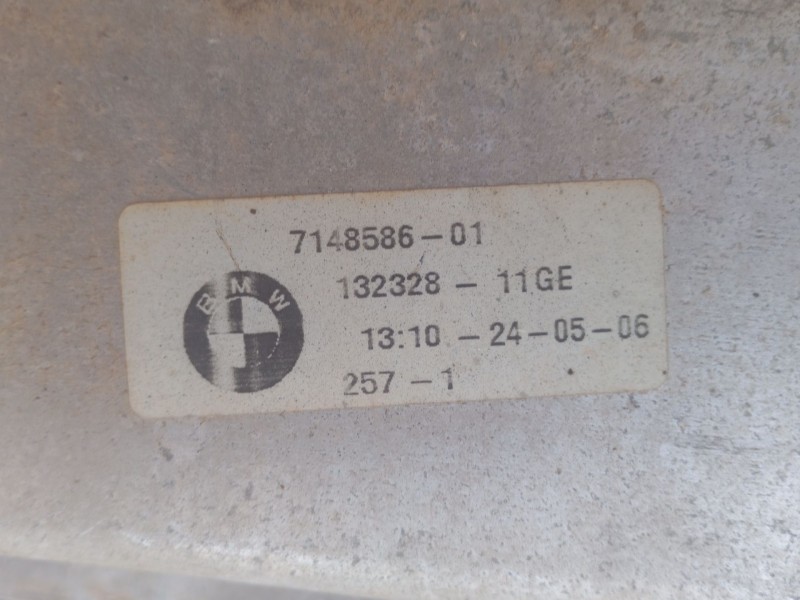 7148586-01
132328 - 11GE
BMW
13:10 - 24-05-06
257 - 1